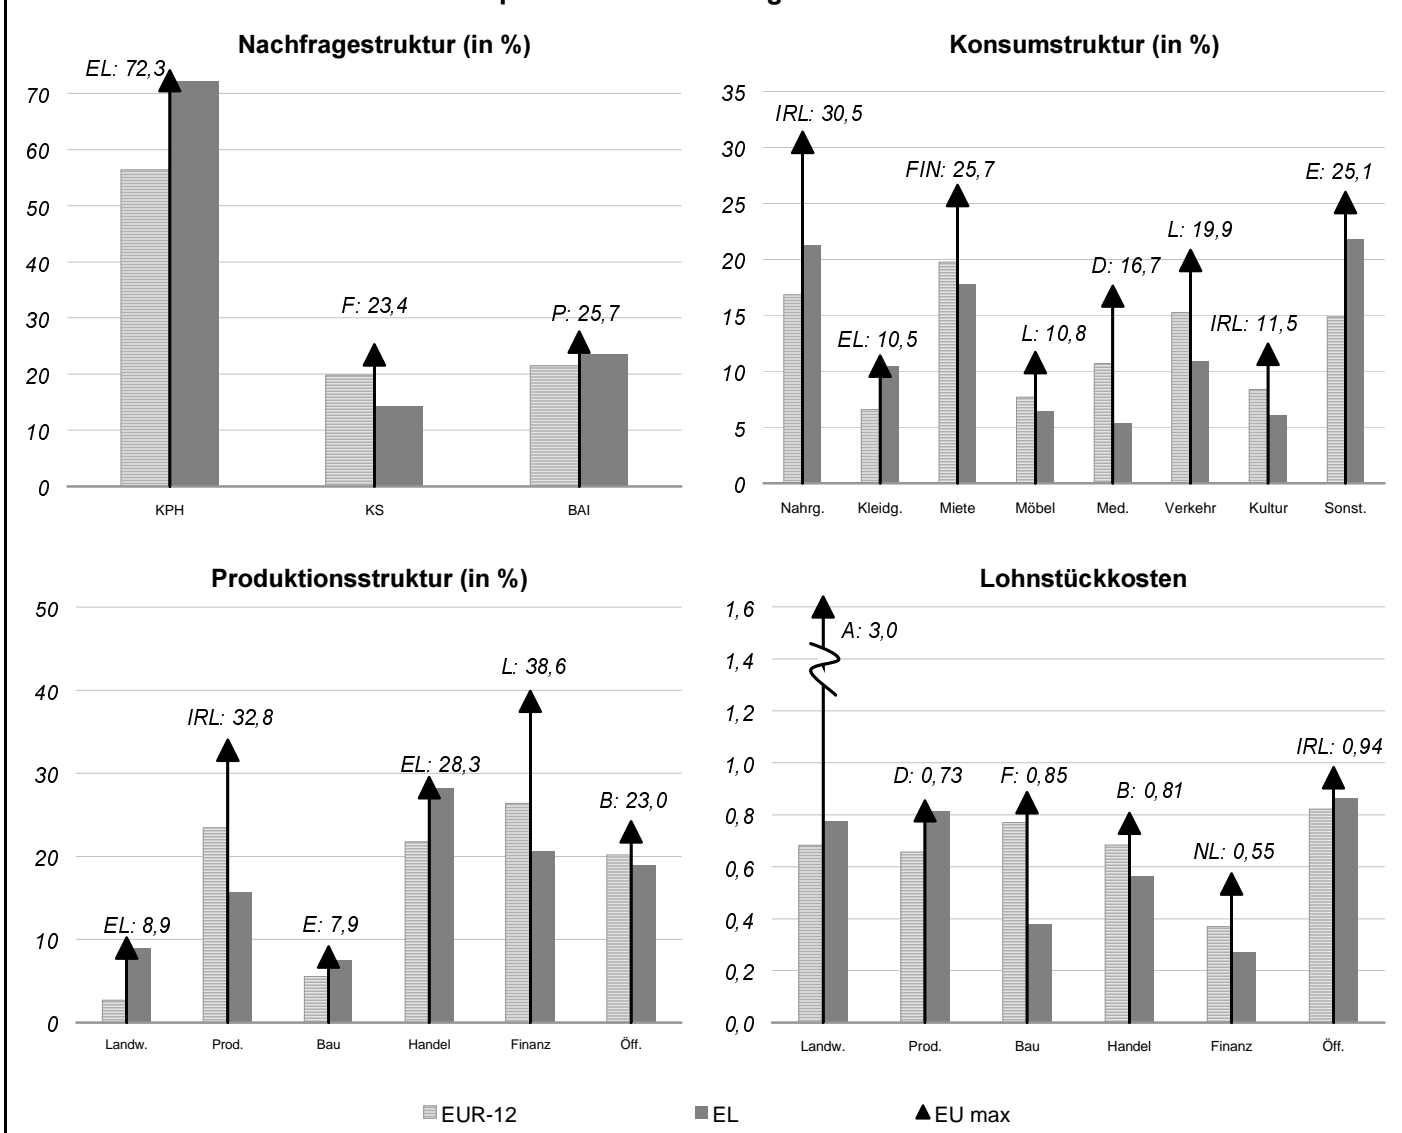 Nachfragestruktur (in %)
EL: 72,3
70
60
50
40
30
20
10
0
F: 23,4
P: 25,7
KPH KS BAI
Konsumstruktur (in %)
35
30
25
20
15
10
5
0
IRL: 30,5
EL: 10,5
FIN: 25,7
L: 10,8
D: 16,7
L: 19,9
IRL: 11,5
E: 25,1
Nahrg. Kleidg. Miete Möbel Med. Verkehr Kultur Sonst.
Produktionsstruktur (in %)
50
40
30
20
10
0
EL: 8,9
IRL: 32,8
E: 7,9
EL: 28,3
L: 38,6
B: 23,0
Landw. Prod. Bau Handel Finanz Öff.
Lohnstückkosten
1,6
1,4
1,2
1,0
0,8
0,6
0,4
0,2
0,0
A: 3,0
D: 0,73
F: 0,85
B: 0,81
NL: 0,55
IRL: 0,94
Landw. Prod. Bau Handel Finanz Öff.
EUR-12 EL EU max